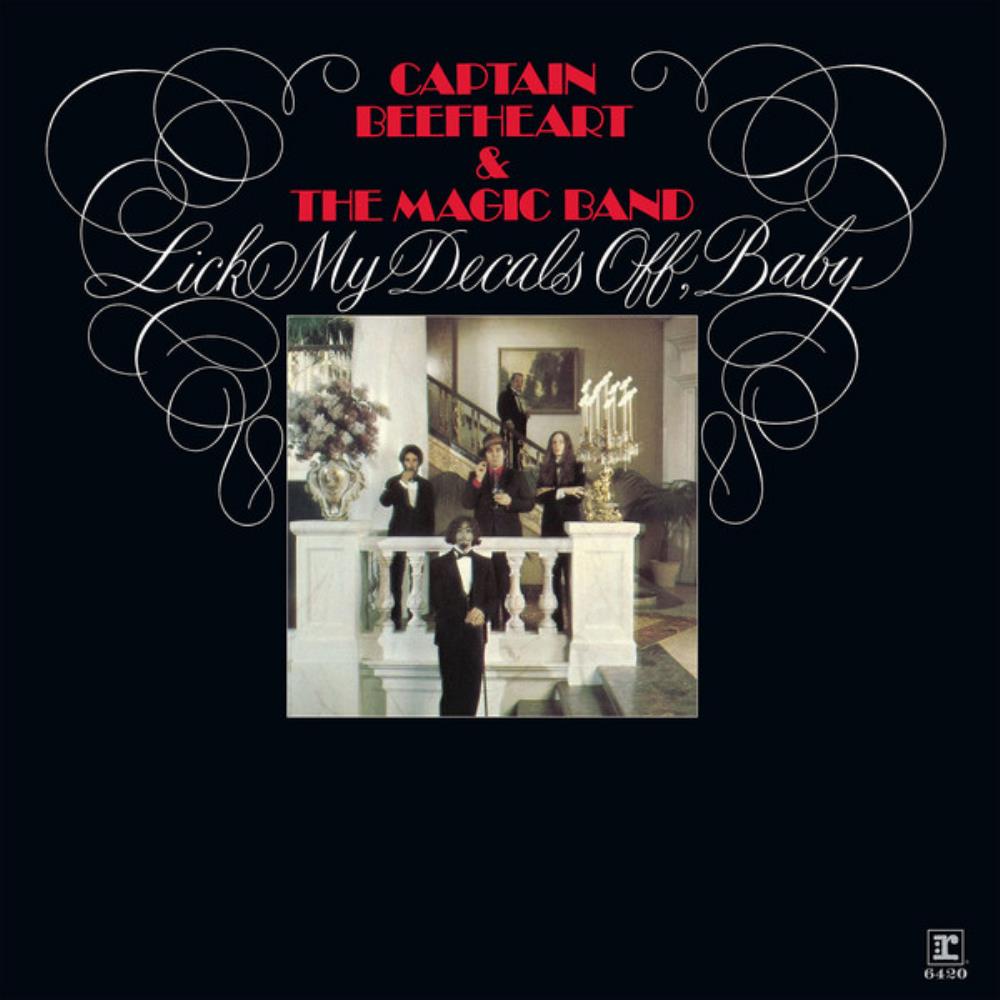 CAPTAIN
BEEFHEART
&
THE MAGIC BAND
Lick My Decals Off, Baby
r
6420